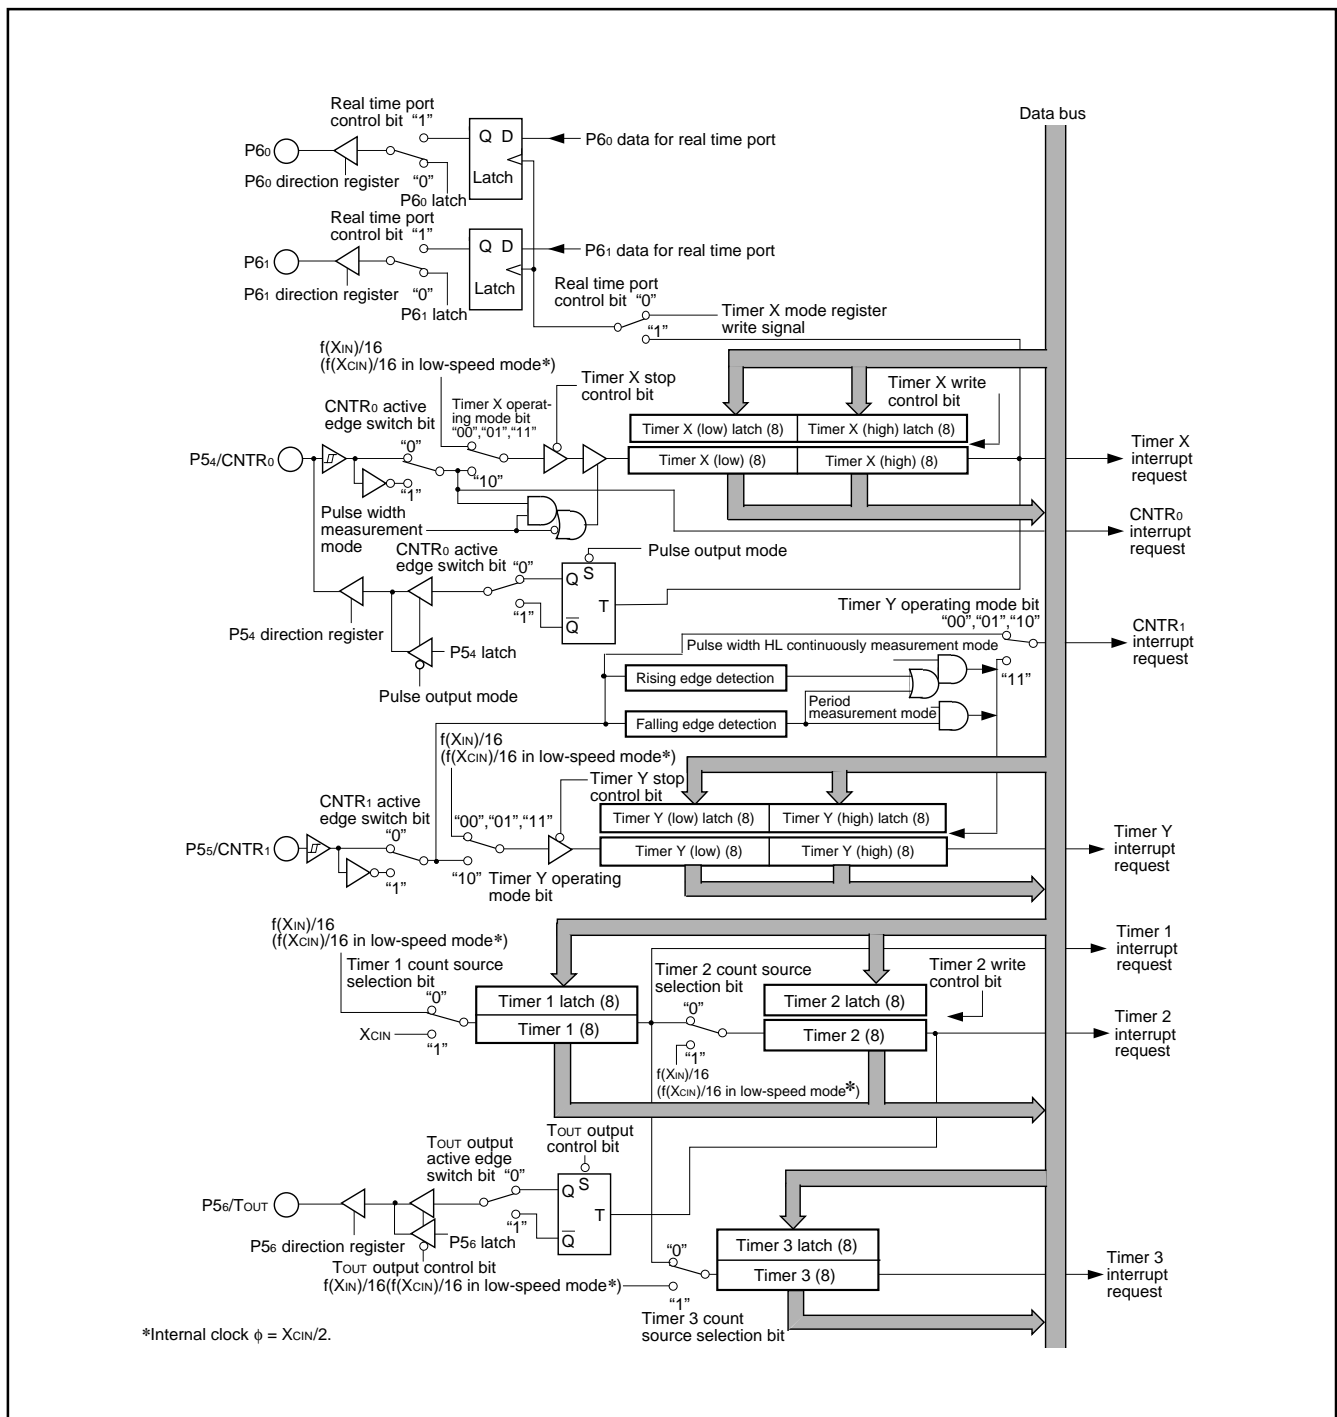 Data bus
Real time port
control bit “1”
Q D
P60 data for real time port
P60
Latch
P60 direction register
“0”
P60 latch
Real time port
control bit “1”
Q D
P61 data for real time port
P61
Latch
P61 direction register
“0”
P61 latch
Real time port
control bit “0”
“1”
Timer X mode register
write signal
f(XIN)/16
(f(XCIN)/16 in low-speed mode*)
Timer X stop
control bit
Timer X write
control bit
CNTR0 active
edge switch bit
Timer X operat-
ing mode bit
“00”,“01”,“11”
“0”
“1”
“10”
P54/CNTR0
Timer X (low) latch (8)
Timer X (high) latch (8)
Timer X (low) (8)
Timer X (high) (8)
Timer X
interrupt
request
Pulse width
measurement
mode
CNTR0
interrupt
request
CNTR0 active
edge switch bit
“0”
“1”
Pulse output mode
Q
S
T
Q
P54 direction register
P54 latch
Pulse output mode
Timer Y operating mode bit
“00”,“01”,“10”
“11”
CNTR1
interrupt
request
Pulse width HL continuously measurement mode
Rising edge detection
Period
measurement mode
Falling edge detection
f(XIN)/16
(f(XCIN)/16 in low-speed mode*)
Timer Y stop
control bit
CNTR1 active
edge switch bit
“0”
“1”
“00”,“01”,“11”
“10”
Timer Y operating
mode bit
P55/CNTR1
Timer Y (low) latch (8)
Timer Y (high) latch (8)
Timer Y (low) (8)
Timer Y (high) (8)
Timer Y
interrupt
request
f(XIN)/16
(f(XCIN)/16 in low-speed mode*)
Timer 1 count source
selection bit
“0”
XCIN
“1”
Timer 1 latch (8)
Timer 1 (8)
Timer 1
interrupt
request
Timer 2 count source
selection bit
“0”
“1”
f(XIN)/16
(f(XCIN)/16 in low-speed mode*)
Timer 2 write
control bit
Timer 2 latch (8)
Timer 2 (8)
Timer 2
interrupt
request
TOUT output
active edge
switch bit “0”
“1”
TOUT output
control bit
Q
S
T
Q
P56/TOUT
P56 direction register
P56 latch
TOUT output control bit
f(XIN)/16(f(XCIN)/16 in low-speed mode*)
“0”
“1”
Timer 3 latch (8)
Timer 3 (8)
Timer 3
interrupt
request
Timer 3 count
source selection bit
*Internal clock ϕ = XCIN/2.